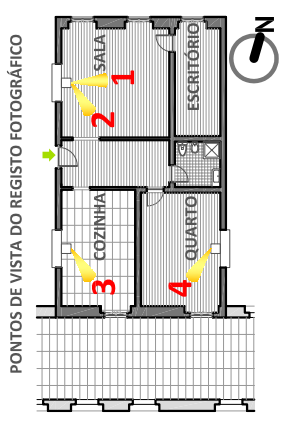 PONTOS DE VISTA DO REGISTO FOTOGRÁFICO
N
SALA
1
2
ESCRITÓRIO
COZINHA
3
QUARTO
4